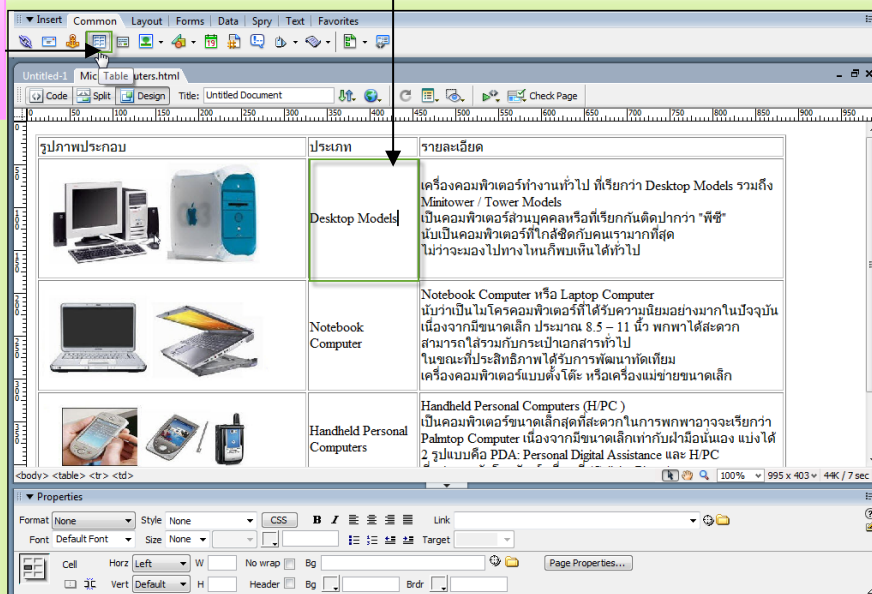 ▼ Insert Common Layout Forms Data Spry Text Favorites
Untitled-1 Mic Table uters.html
Code Split Design Title: Untitled Document Check Page
0 50 100 150 200 250 300 350 400 450 500 550 600 650 700 750 800 850 900 950
รูปภาพประกอบ ประเภท รายละเอียด
Desktop Models
เครื่องคอมพิวเตอร์ทำงานทั่วไป ที่เรียกว่า Desktop Models รวมถึง
Minitower / Tower Models
เป็นคอมพิวเตอร์ส่วนบุคคลหรือที่เรียกกันติดปากว่า "พีซี"
นับเป็นคอมพิวเตอร์ที่ใกล้ชิดกับคนเรามากที่สุด
ไม่ว่าจะมองไปทางไหนก็พบเห็นได้ทั่วไป
Notebook
Computer
Notebook Computer หรือ Laptop Computer
นับว่าเป็นไมโครคอมพิวเตอร์ที่ได้รับความนิยมอย่างมากในปัจจุบัน
เนื่องจากมีขนาดเล็ก ประมาณ 8.5 – 11 นิ้ว พกพาได้สะดวก
สามารถใส่รวมกับกระเป๋าเอกสารทั่วไป
ในขณะที่ประสิทธิภาพได้รับการพัฒนาทัดเทียม
เครื่องคอมพิวเตอร์แบบตั้งโต๊ะ หรือเครื่องแม่ข่ายขนาดเล็ก
Handheld Personal
Computers
Handheld Personal Computers (H/PC )
เป็นคอมพิวเตอร์ขนาดเล็กสุดที่สะดวกในการพกพาอาจจะเรียกว่า
Palmtop Computer เนื่องจากมีขนาดเล็กเท่ากับฝ่ามือนั่นเอง แบ่งได้
2 รูปแบบคือ PDA: Personal Digital Assistance และ H/PC
<body> <table> <tr> <td> 100% 995 x 403 44K / 7 sec
▼ Properties
Format None Style None CSS B I Link
Font Default Font Size None Target
Cell Horz Left W No wrap Bg Page Properties...
Vert Default H Header Bg Brdr